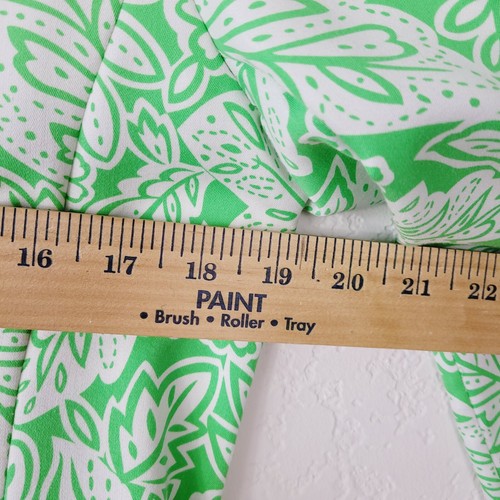 16 17 18 19 20 21 22
PAINT
• Brush • Roller • Tray